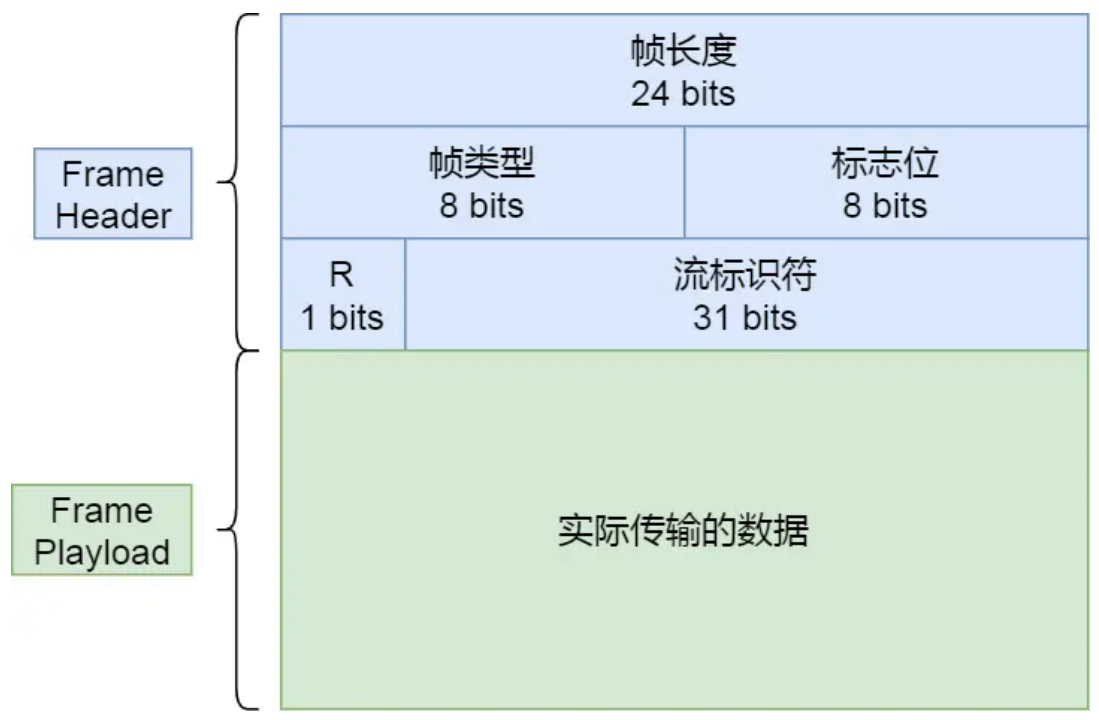 帧长度
24 bits
Frame
Header
帧类型
8 bits
标志位
8 bits
R
1 bits
流标识符
31 bits
Frame
Playload
实际传输的数据